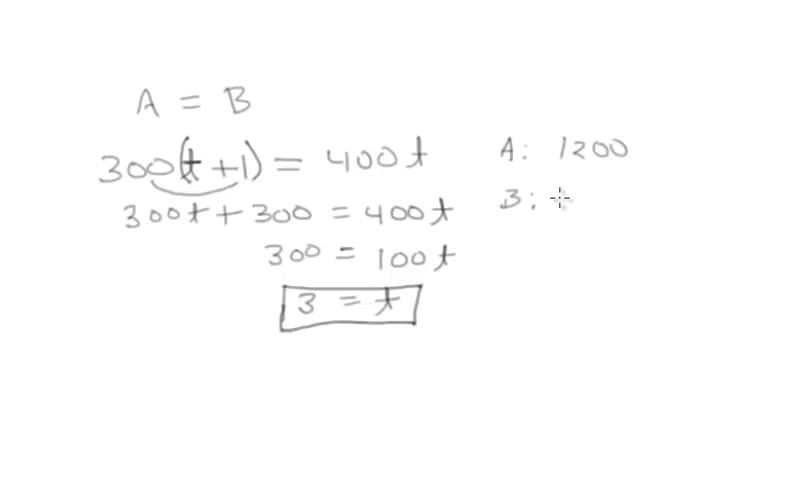 A = B
300(t+1) = 400t
300t + 300 = 400t
300 = 100t
3 = t
A: 1200
B: